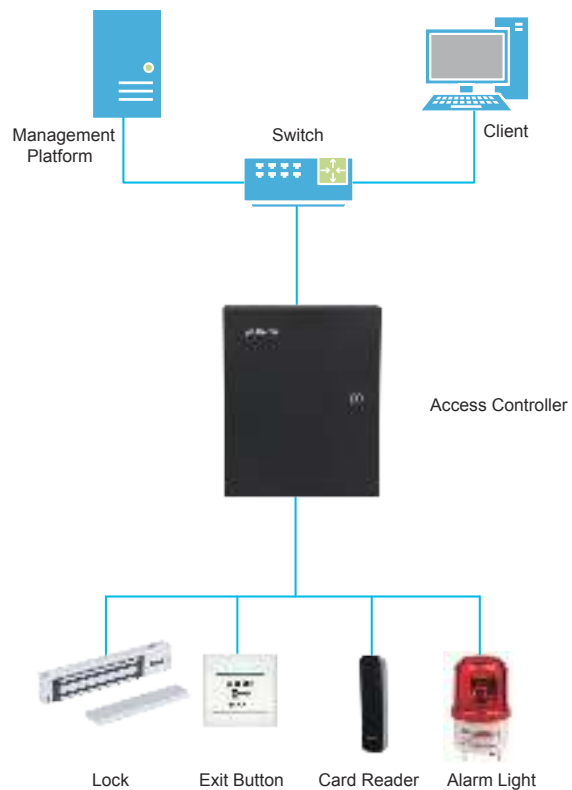 Management
Platform
Switch
Client
Access Controller
Lock
Exit Button
Card Reader
Alarm Light